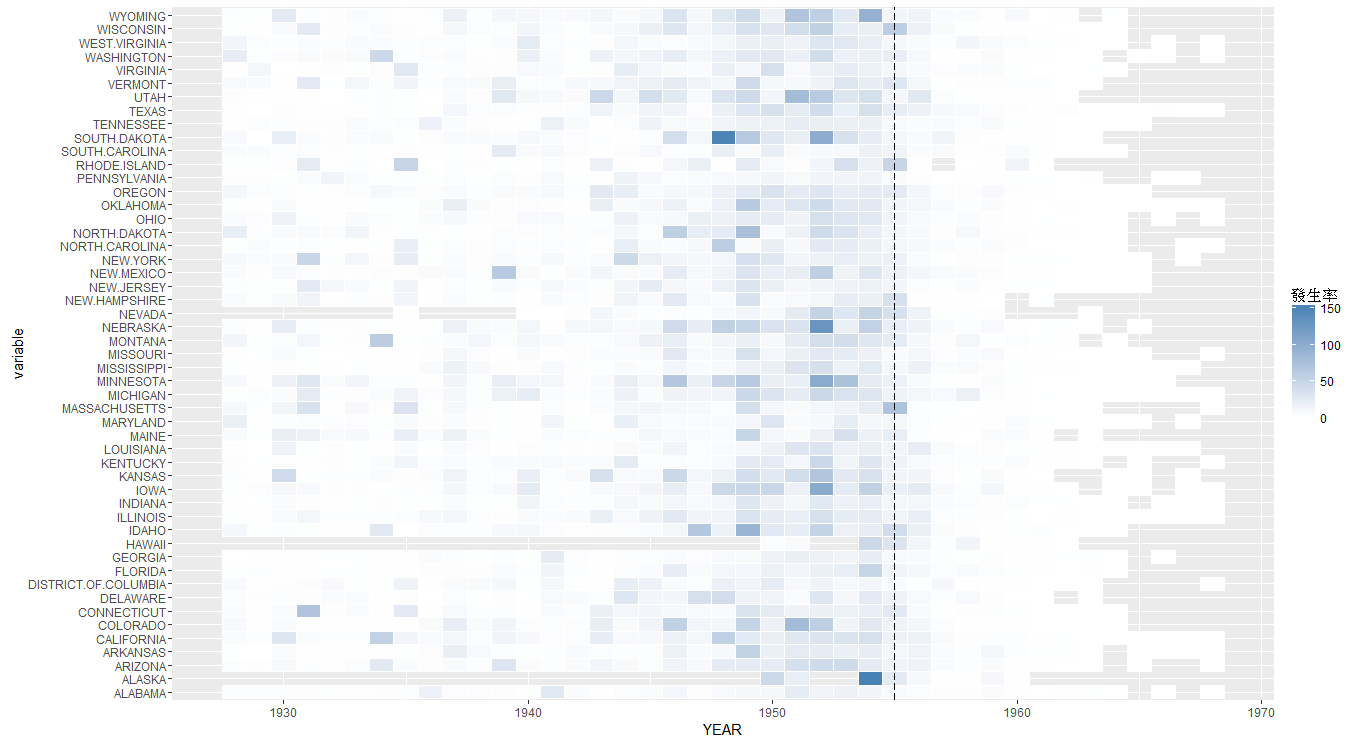 WYOMING
WISCONSIN
WEST.VIRGINIA
WASHINGTON
VIRGINIA
VERMONT
UTAH
TEXAS
TENNESSEE
SOUTH.DAKOTA
SOUTH.CAROLINA
RHODE.ISLAND
PENNSYLVANIA
OREGON
OKLAHOMA
OHIO
NORTH.DAKOTA
NORTH.CAROLINA
NEW.YORK
NEW.MEXICO
NEW.JERSEY
NEW.HAMPSHIRE
NEVADA
NEBRASKA
MONTANA
MISSOURI
MISSISSIPPI
MINNESOTA
MICHIGAN
MASSACHUSETTS
MARYLAND
MAINE
LOUISIANA
KENTUCKY
KANSAS
IOWA
INDIANA
ILLINOIS
IDAHO
HAWAII
GEORGIA
FLORIDA
DISTRICT.OF.COLUMBIA
DELAWARE
CONNECTICUT
COLORADO
CALIFORNIA
ARKANSAS
ARIZONA
ALASKA
ALABAMA
variable
1930 1940 1950 1960 1970
YEAR
發生率
150
100
50
0